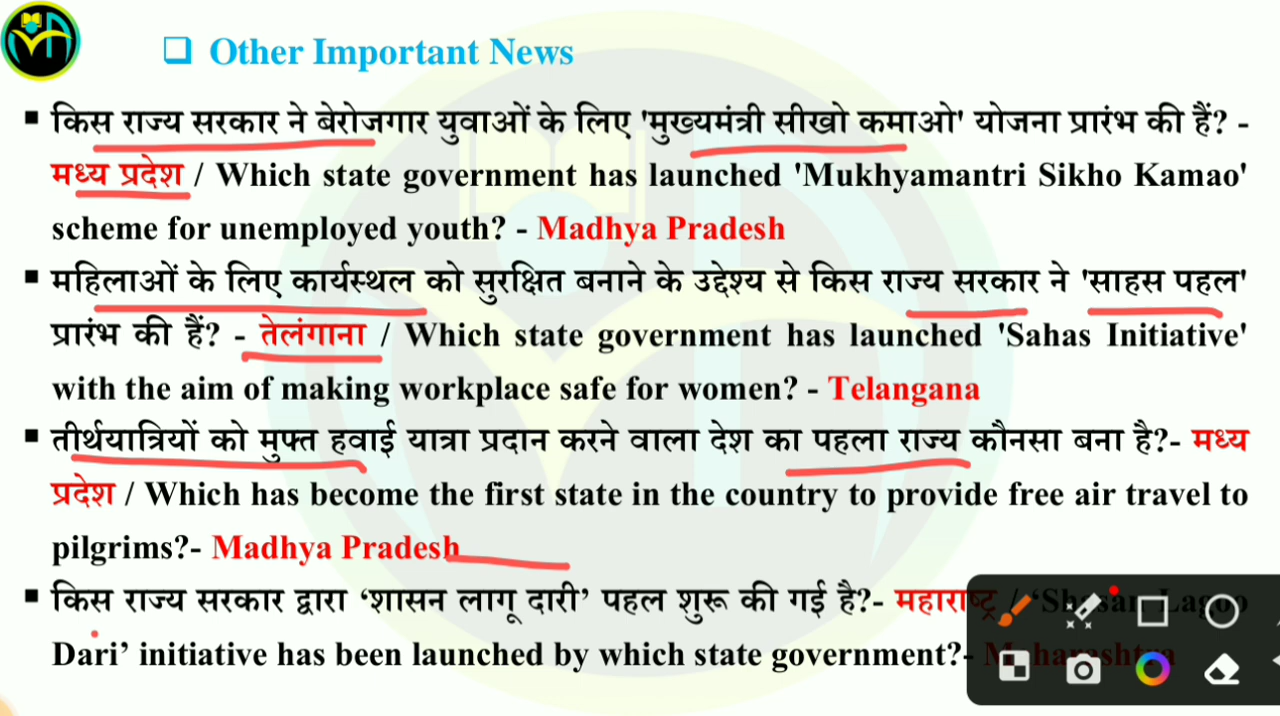 Other Important News
किस राज्य सरकार ने बेरोजगार युवाओं के लिए 'मुख्यमंत्री सीखो कमाओ' योजना प्रारंभ की हैं? -
मध्य प्रदेश / Which state government has launched 'Mukhyamantri Sikho Kamao'
scheme for unemployed youth? - Madhya Pradesh
महिलाओं के लिए कार्यस्थल को सुरक्षित बनाने के उद्देश्य से किस राज्य सरकार ने 'साहस पहल'
प्रारंभ की हैं? - तेलंगाना / Which state government has launched 'Sahas Initiative'
with the aim of making workplace safe for women? - Telangana
तीर्थयात्रियों को मुफ्त हवाई यात्रा प्रदान करने वाला देश का पहला राज्य कौनसा बना है?- मध्य
प्रदेश / Which has become the first state in the country to provide free air travel to
pilgrims?- Madhya Pradesh
किस राज्य सरकार द्वारा ‘शासन लागू दारी’ पहल शुरू की गई है?- महाराष्ट्र / ‘Shasan Lagoo
Dari’ initiative has been launched by which state government?- Maharashtra